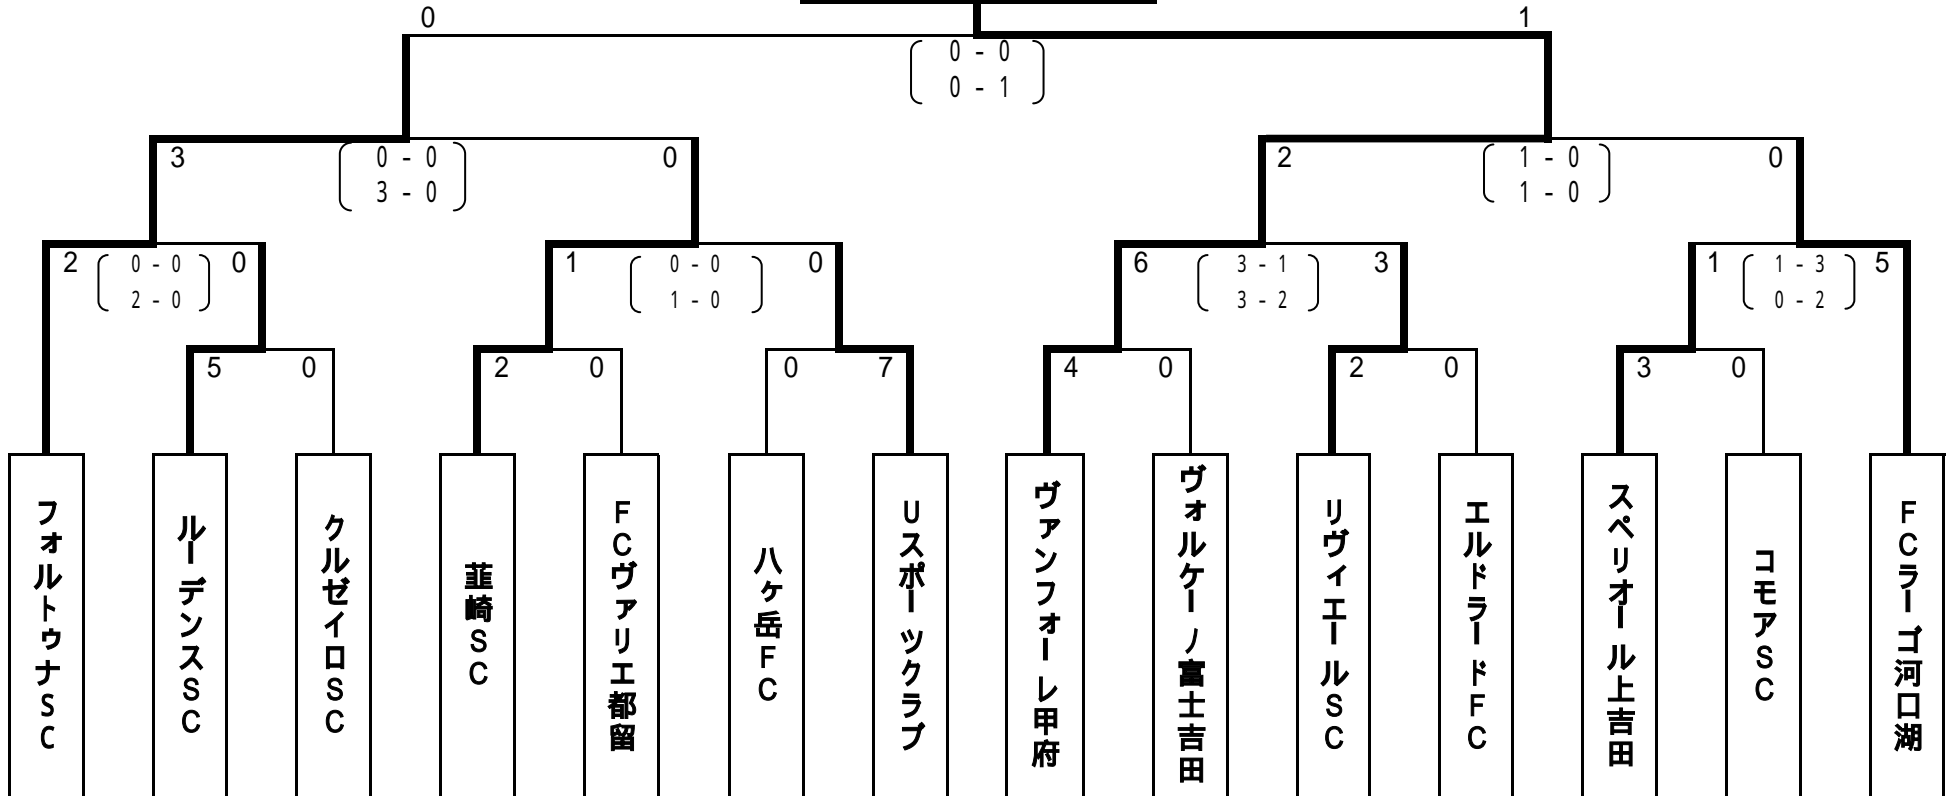 0 1
0 - 0
0 - 1
3 0 - 0 0 2 1 - 0 0
3 - 0 1 - 0
2 0 - 0 0 1 0 - 0 0 6 3 - 1 3 1 1 - 3 5
2 - 0 1 - 0 3 - 2 0 - 2
5 0 2 0 0 7 4 0 2 0 3 0
フォルトゥナSC
ルーデンスSC
クルゼイロSC
韮崎SC
FCヴァリエ都留
八ヶ岳FC
Uスポーツクラブ
ヴァンフォーレ甲府
ヴォルケーノ富士吉田
リヴィエールSC
エルドラードFC
スペリオール上吉田
コモアSC
FCラーゴ河口湖